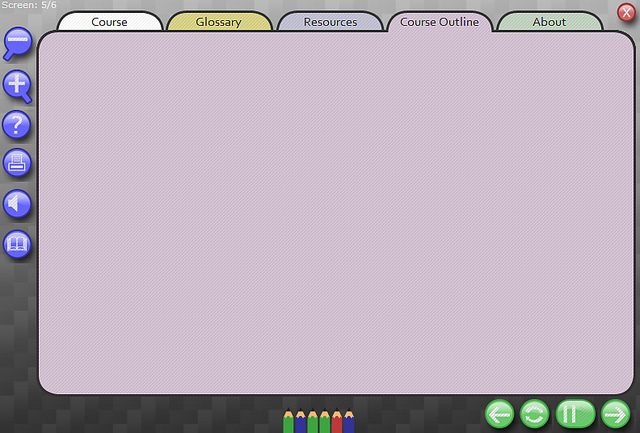 Screen: 5/6
Course
Glossary
Resources
Course Outline
About